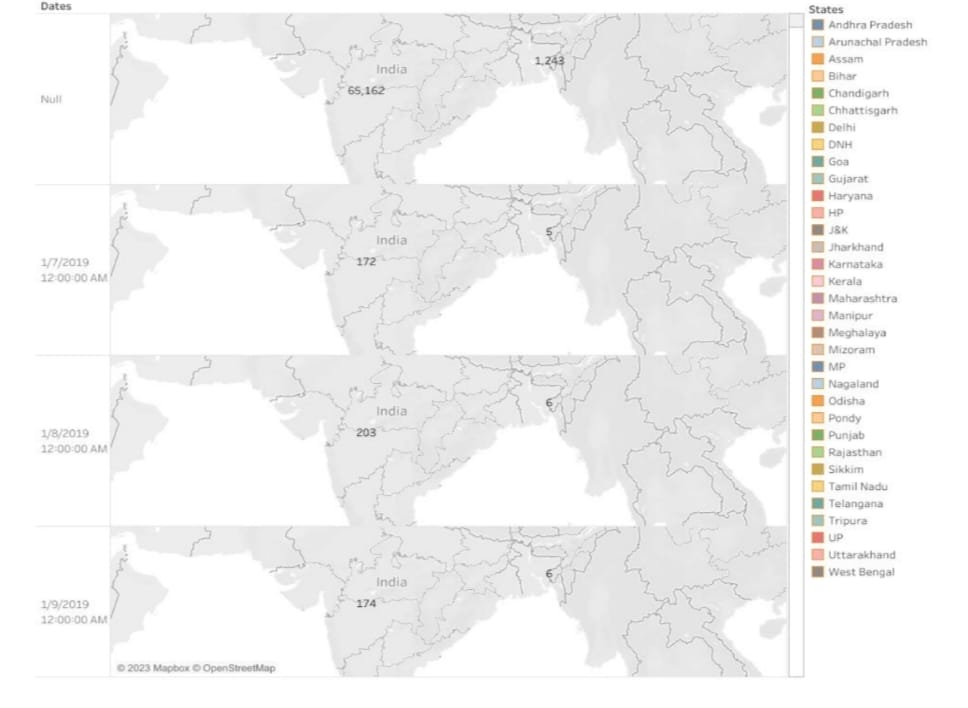 Dates
Null
India
65,162
1,243
1/7/2019
12:00:00 AM
India
172
5
1/8/2019
12:00:00 AM
India
203
6
1/9/2019
12:00:00 AM
India
174
6
© 2023 Mapbox © OpenStreetMap
States
Andhra Pradesh
Arunachal Pradesh
Assam
Bihar
Chandigarh
Chhattisgarh
Delhi
DNH
Goa
Gujarat
Haryana
HP
J&K
Jharkhand
Karnataka
Kerala
Maharashtra
Manipur
Meghalaya
Mizoram
MP
Nagaland
Odisha
Pondy
Punjab
Rajasthan
Sikkim
Tamil Nadu
Telangana
Tripura
UP
Uttarakhand
West Bengal